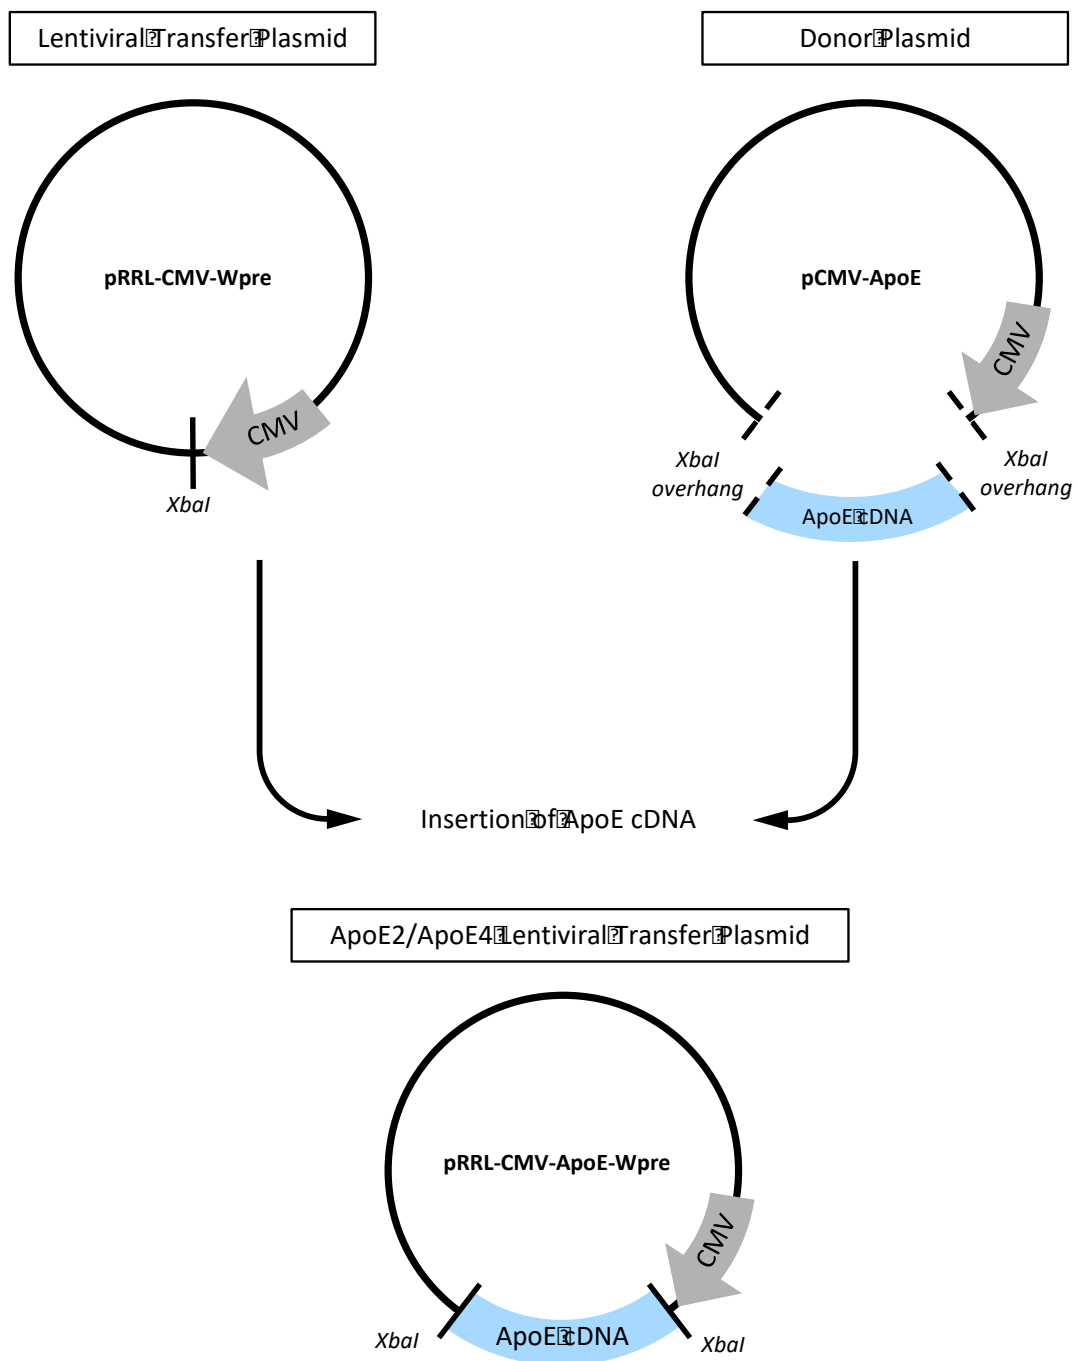 Lentiviral Transfer Plasmid
Donor Plasmid
pRRL-CMV-Wpre
pCMV-ApoE
CMV
CMV
XbaI
XbaI
overhang
XbaI
overhang
ApoE cDNA
Insertion of ApoE cDNA
ApoE2/ApoE4 Lentiviral Transfer Plasmid
pRRL-CMV-ApoE-Wpre
CMV
XbaI
ApoE cDNA
XbaI